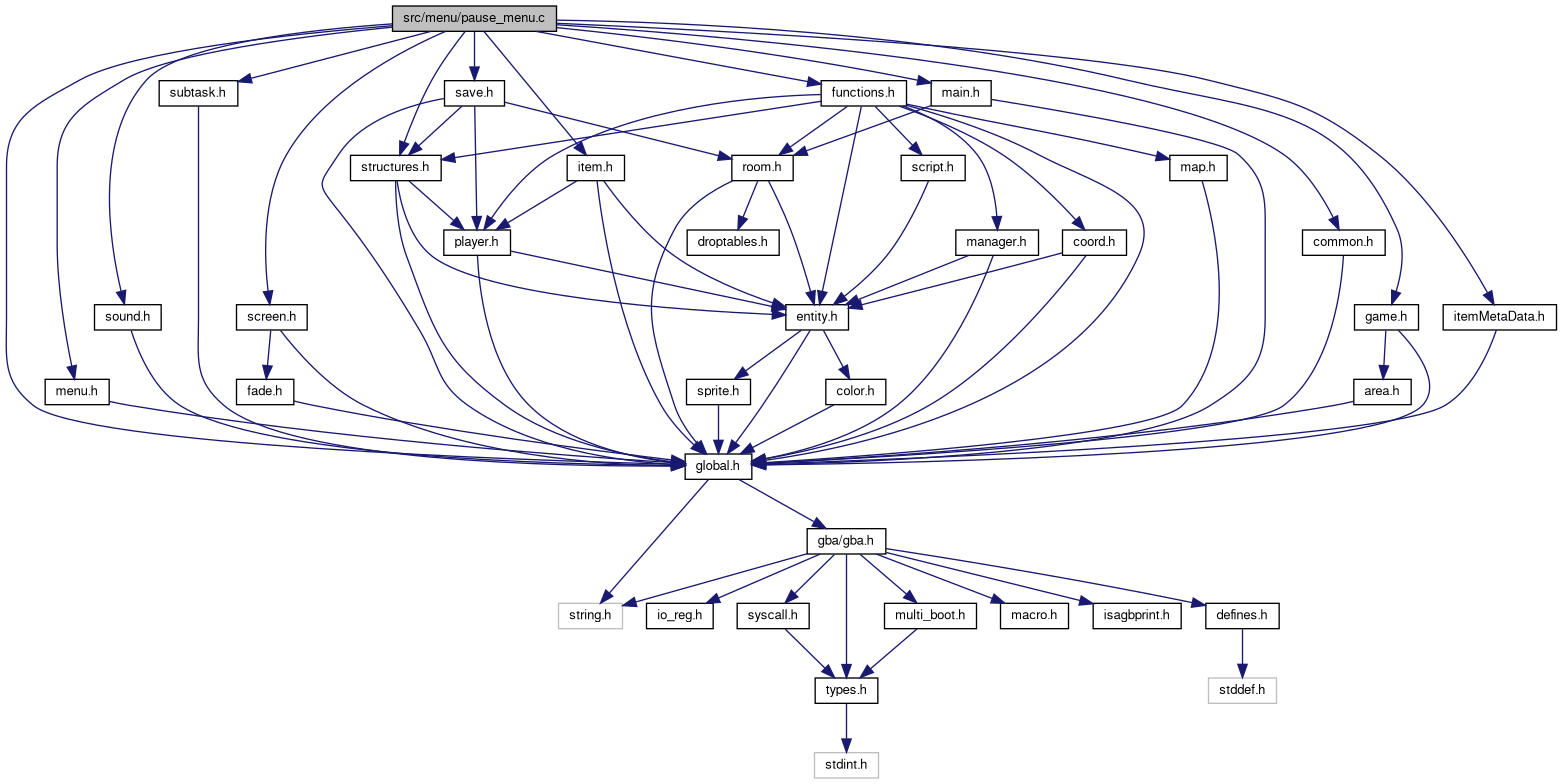 src/menu/pause_menu.c
subtask.h
save.h
functions.h
main.h
structures.h
item.h
room.h
script.h
map.h
player.h
droptables.h
manager.h
coord.h
common.h
sound.h
screen.h
entity.h
game.h
itemMetaData.h
menu.h
fade.h
sprite.h
color.h
area.h
global.h
gba/gba.h
string.h
io_reg.h
syscall.h
multi_boot.h
macro.h
isagbprint.h
defines.h
types.h
stddef.h
stdint.h